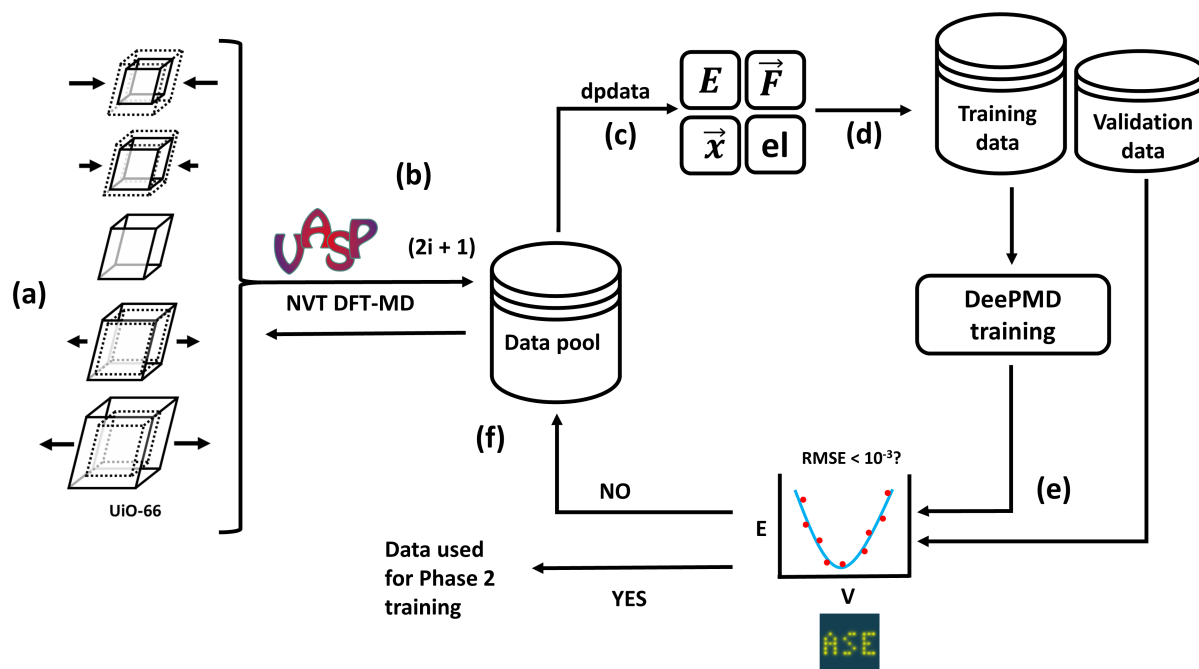 (a)
UiO-66
(b)
VASP
(2i + 1)
NVT DFT-MD
Data pool
dpdata
(c)
E
F
x
el
(d)
Training
data
Validation
data
DeePMD
training
(e)
RMSE < 10⁻³?
E
V
ASE
(f)
NO
YES
Data used
for Phase 2
training